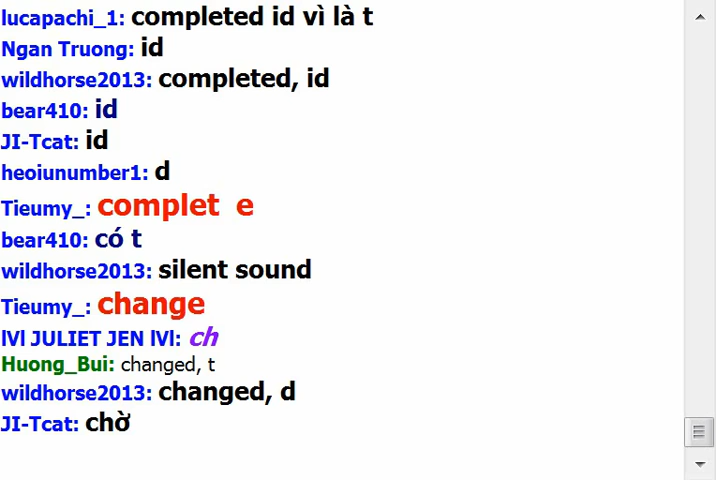 lucapachi_1: completed id vì là t
Ngan Truong: id
wildhorse2013: completed, id
bear410: id
JI-Tcat: id
heoiunumber1: d
Tieumy_: complet  e
bear410: có t
wildhorse2013: silent sound
Tieumy_: change
lVl JULIET JEN lVl: ch
Huong_Bui: changed, t
wildhorse2013: changed, d
JI-Tcat: chờ